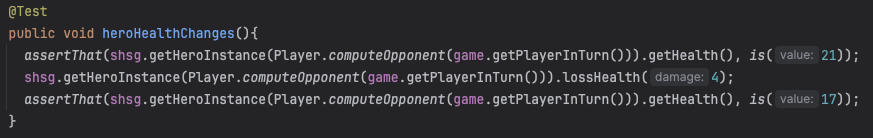 @Test
public void heroHealthChanges(){
assertThat(shsg.getHeroInstance(Player.computeOpponent(game.getPlayerInTurn())).getHealth(), is( value: 21));
shsg.getHeroInstance(Player.computeOpponent(game.getPlayerInTurn())).lossHealth( damage: 4);
assertThat(shsg.getHeroInstance(Player.computeOpponent(game.getPlayerInTurn())).getHealth(), is( value: 17));
}